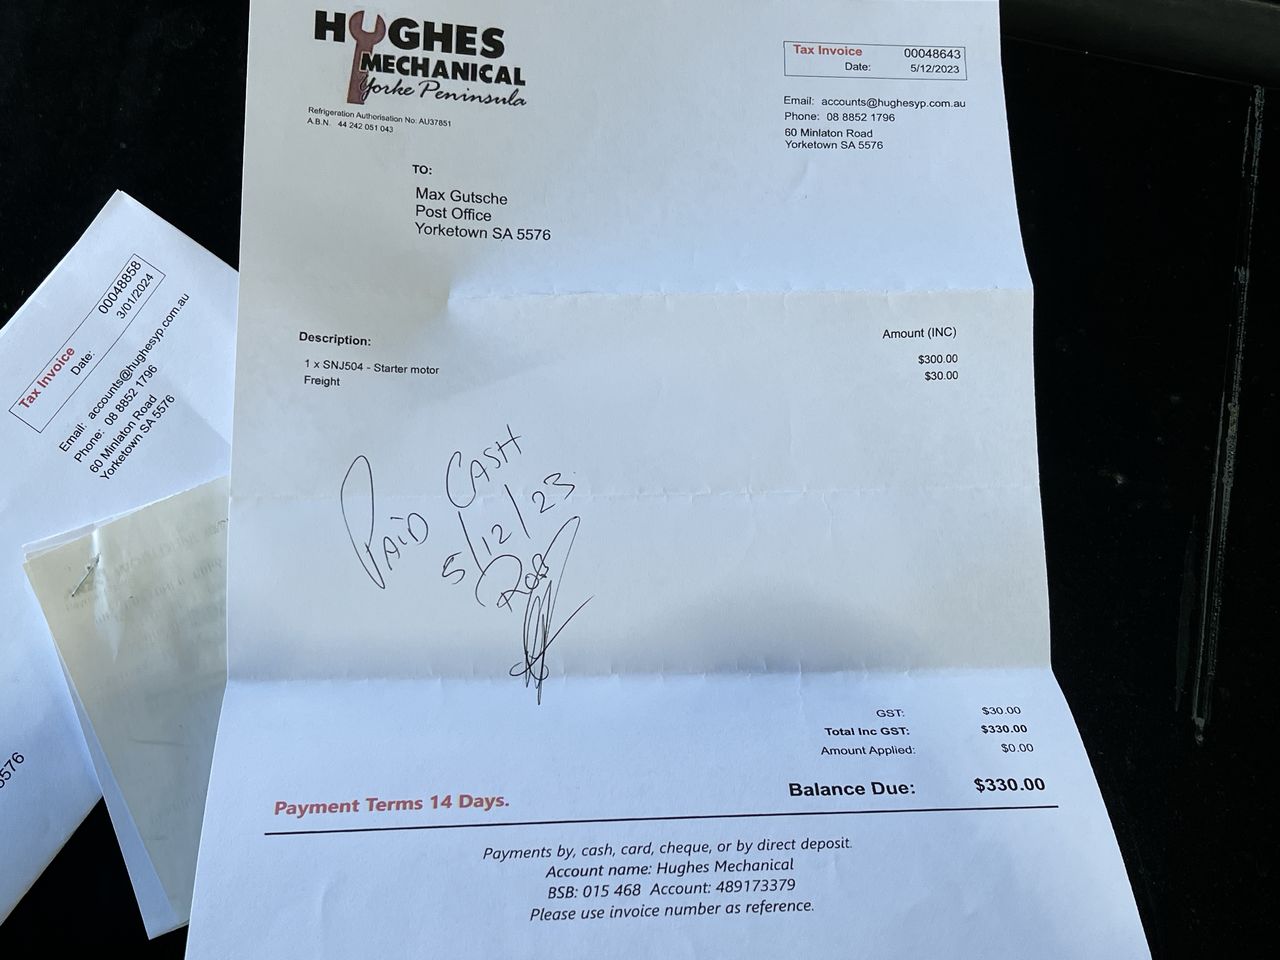 HUGHES
MECHANICAL
Yorke Peninsula
Refrigeration Authorisation No: AU37851
A.B.N. 44 242 051 043
Tax Invoice 00048643
Date: 5/12/2023
Email: accounts@hughesyp.com.au
Phone: 08 8852 1796
60 Minlaton Road
Yorketown SA 5576
TO:
Max Gutsche
Post Office
Yorketown SA 5576
Description: Amount (INC)
1 x SNJ504 - Starter motor $300.00
Freight $30.00
PAID CASH
5/12/23
Rob
GST: $30.00
Total Inc GST: $330.00
Amount Applied: $0.00
Balance Due: $330.00
Payment Terms 14 Days.
Payments by, cash, card, cheque, or by direct deposit.
Account name: Hughes Mechanical
BSB: 015 468 Account: 489173379
Please use invoice number as reference.
Tax Invoice 00048858
Date: 3/01/2024
Email: accounts@hughesyp.com.au
Phone: 08 8852 1796
60 Minlaton Road
Yorketown SA 5576
5576